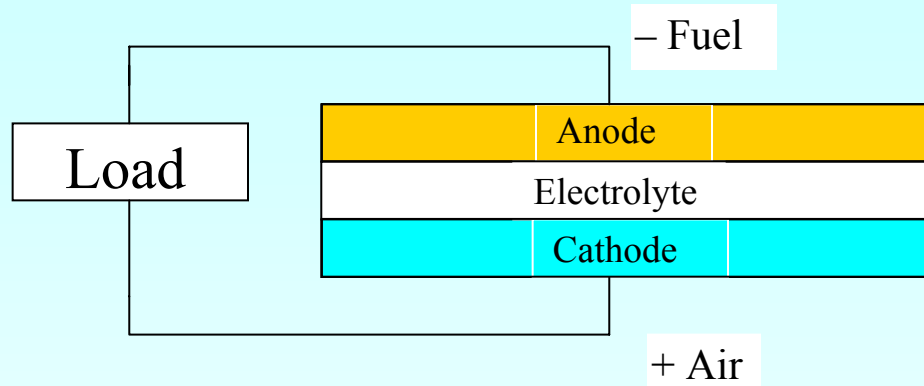 – Fuel
Anode
Load
Electrolyte
Cathode
+ Air